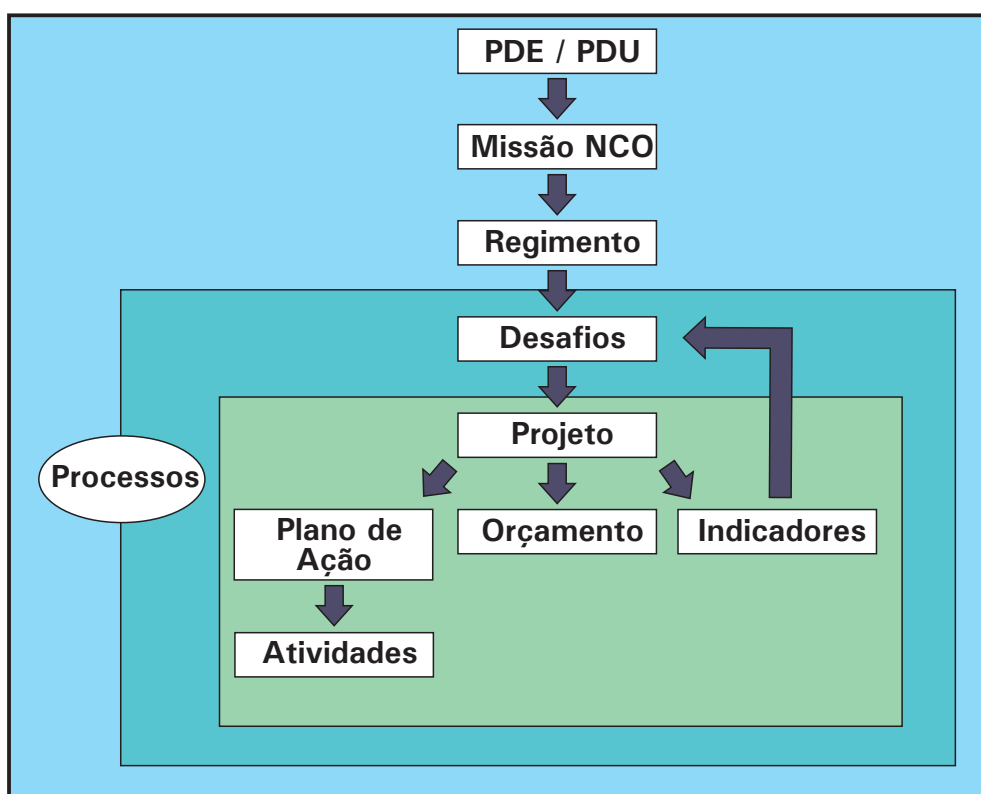 PDE / PDU
Missão NCO
Regimento
Desafios
Projeto
Processos
Plano de
Ação
Orçamento
Indicadores
Atividades